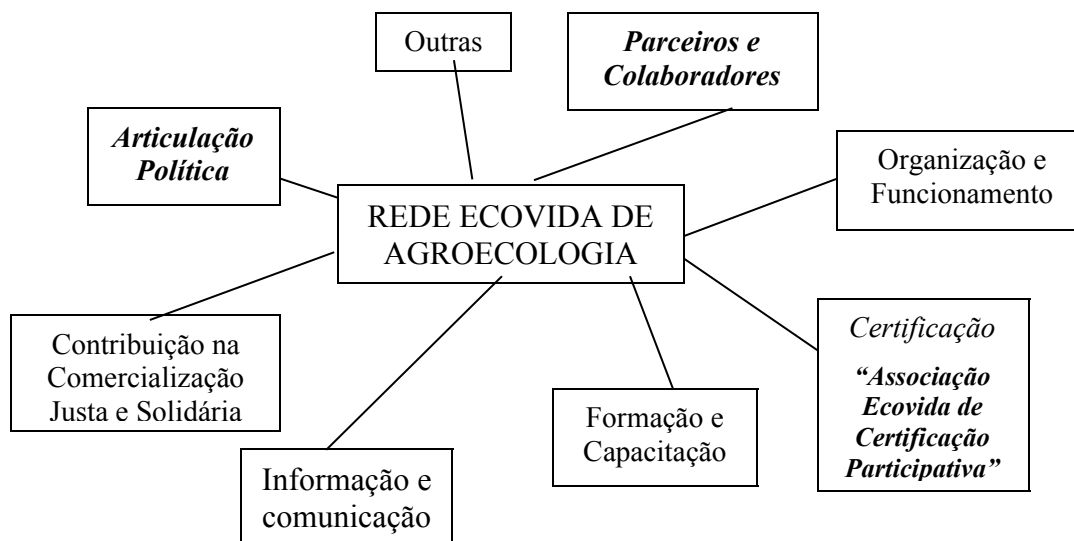 Outras
Parceiros e
Colaboradores
Articulação
Política
Organização e
Funcionamento
REDE ECOVIDA DE
AGROECOLOGIA
Contribuição na
Comercialização
Justa e Solidária
Informação e
comunicação
Formação e
Capacitação
Certificação
“Associação
Ecovida de
Certificação
Participativa”